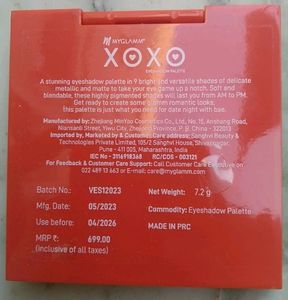 MYGLAMM
XOXO
EYESHADOW PALETTE
A stunning eyeshadow palette in 9 bright and versatile shades of delicate
metallic and matte to take your eye game up a notch. Soft and
blendable, these highly pigmented shades will last you from AM to PM.
Get ready to create some glamm romantic looks,
this palette is just what you need for date night with bae.
Manufactured by: Zhejiang MinYao Cosmetics Co., Ltd., No. 15, Anshang Road,
Niansanli Street, Yiwu City, Zhejiang Province, P. R. China - 322013
Imported by, Marketed by & Customer Care Address: Sanghvi Beauty &
Technologies Private Limited, 103/2 Sanghvi House, Shivajinagar,
Pune - 411 005, Maharashtra, India
IEC No - 3116918368 RC/COS - 003125
For Feedback & Customer Care Support: Call Customer Care Executive on
022 489 13 663 or E-mail care@myglamm.com
Batch No.: VES12023 Net Weight: 7.2 g
Mfg. Date: 05/2023 Commodity: Eyeshadow Palette
Use before: 04/2026 MADE IN PRC
MRP ₹: 699.00
(inclusive of all taxes)